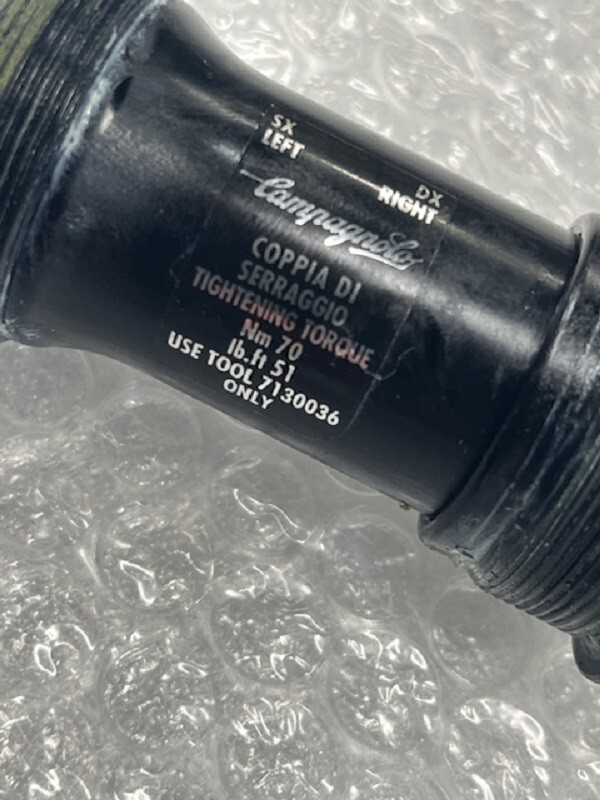 SX
LEFT
DX
RIGHT
Campagnolo
COPPIA DI
SERRAGGIO
TIGHTENING TORQUE
Nm 70
lb.ft 51
USE TOOL 7130036
ONLY